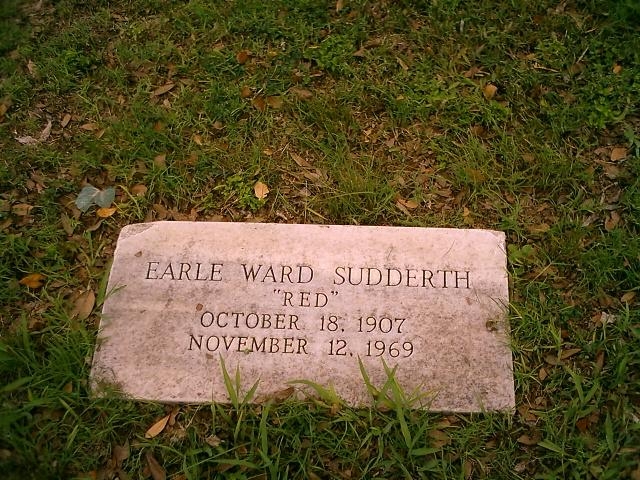 EARLE WARD SUDDERTH
"RED"
OCTOBER 18, 1907
NOVEMBER 12, 1969